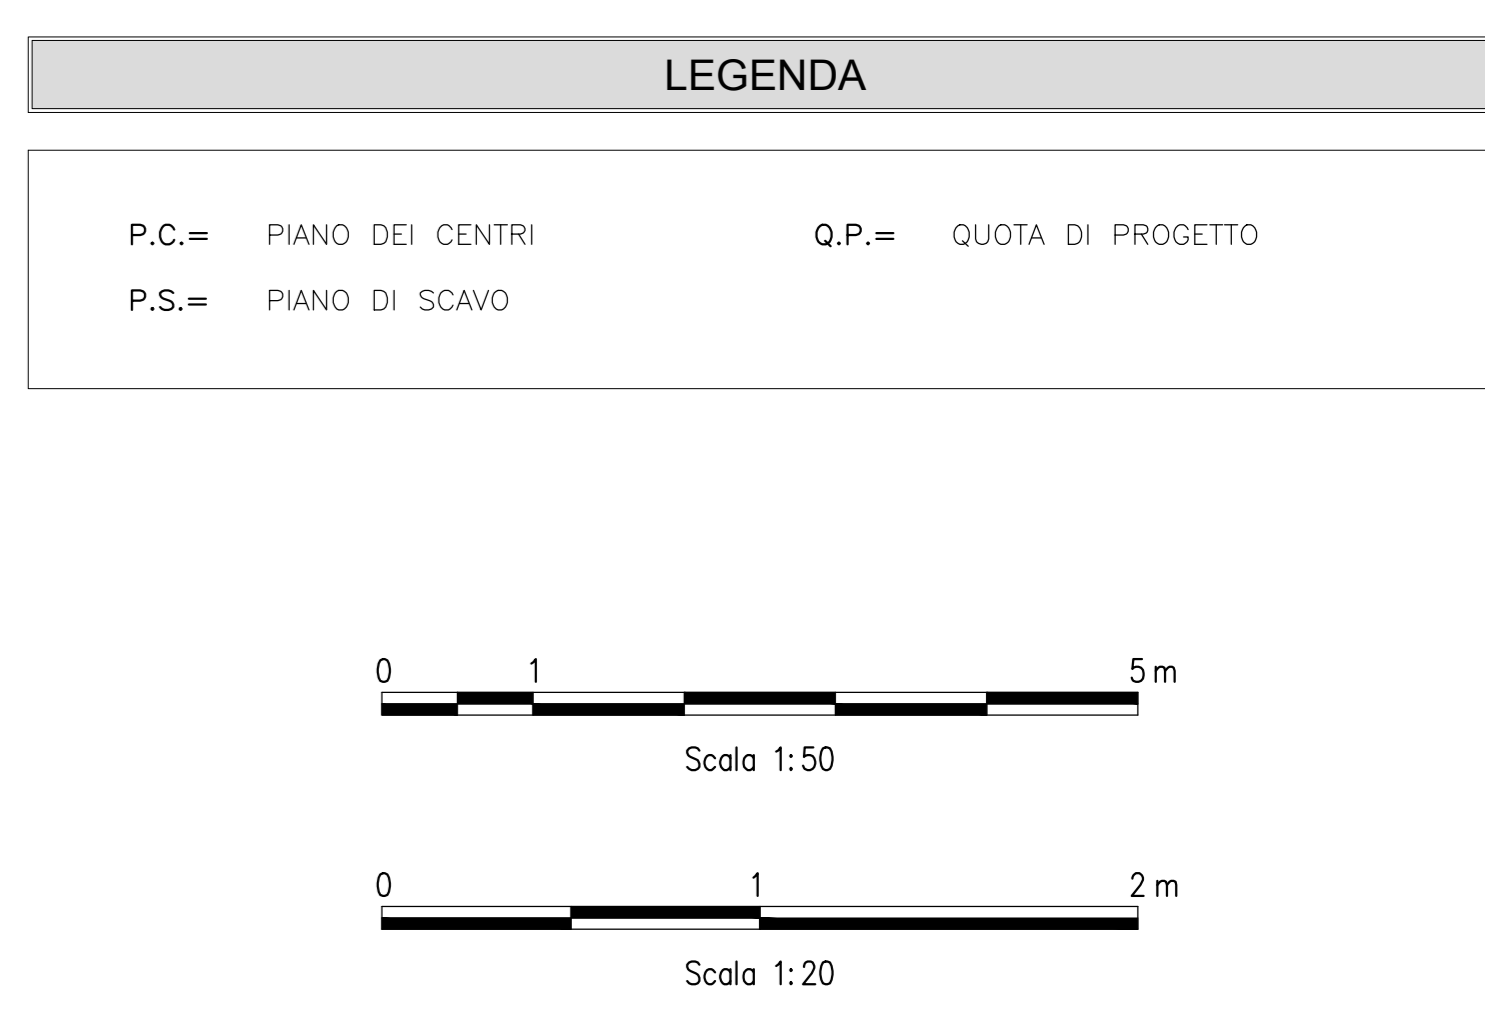 LEGENDA
P.C.= PIANO DEI CENTRI Q.P.= QUOTA DI PROGETTO
P.S.= PIANO DI SCAVO
0 1 5 m
Scala 1:50
0 1 2 m
Scala 1:20